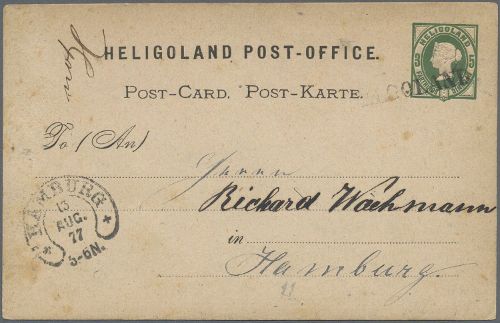 HELIGOLAND POST-OFFICE.
HELIGOLAND
POST-CARD. POST-KARTE.
To (An)
Herrn
Richard Wachmann
in
Hamburg.
HAMBURG
13
AUG.
77
5-6N.